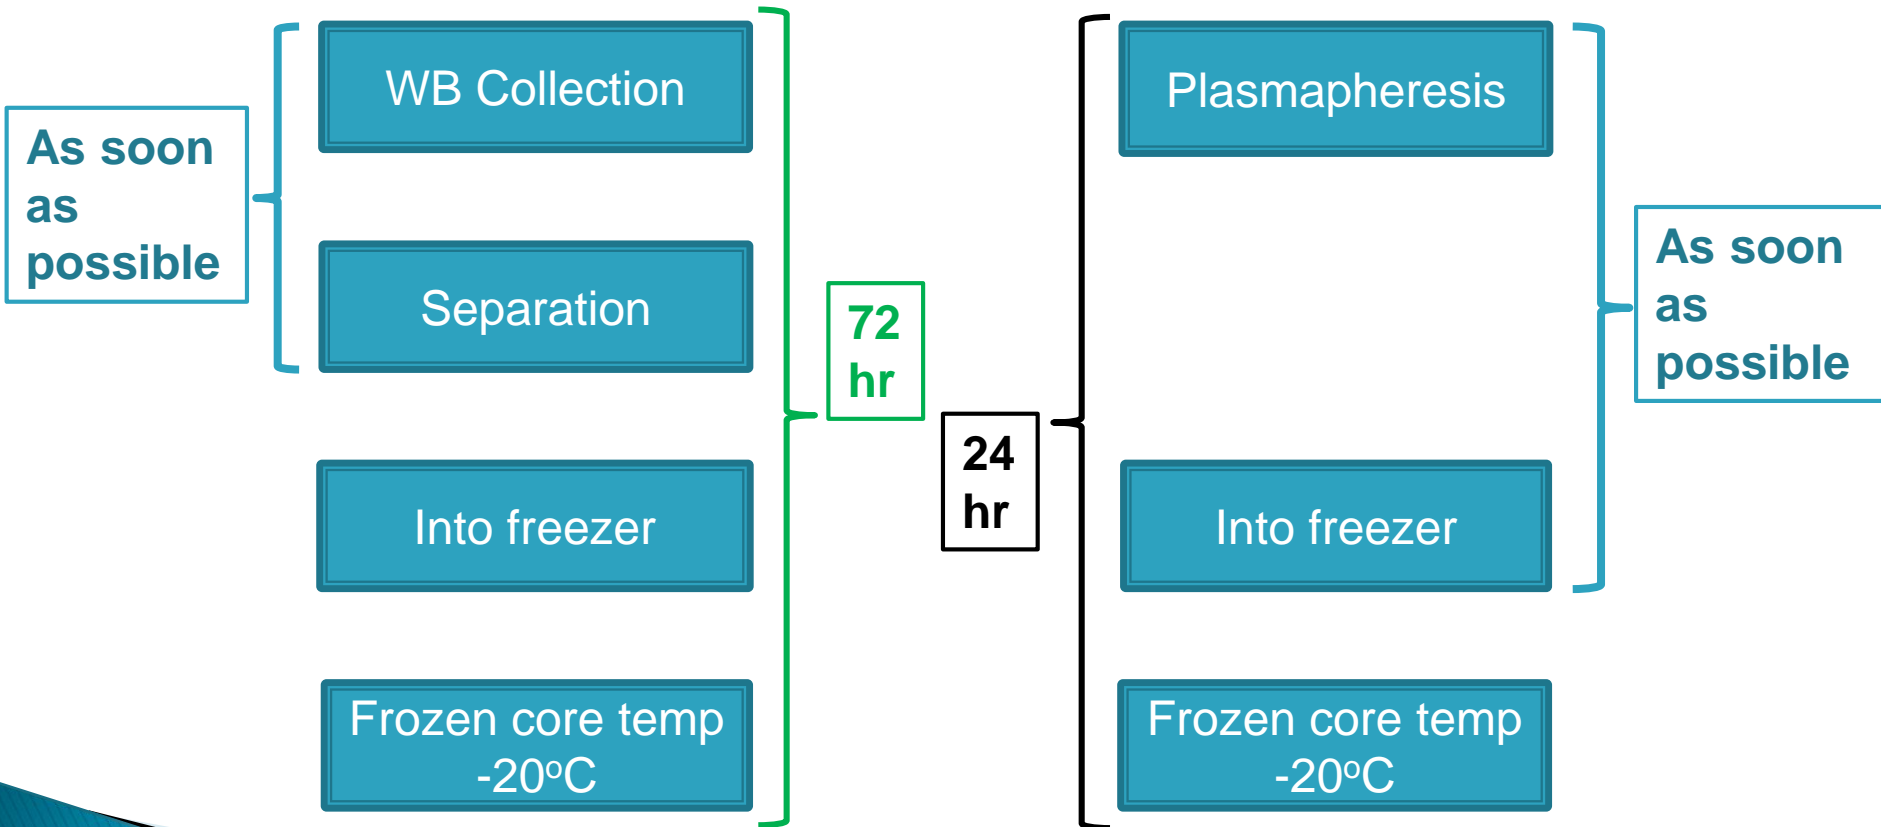 As soon
as
possible
WB Collection
Separation
Into freezer
Frozen core temp
-20ºC
72
hr
24
hr
Plasmapheresis
Into freezer
Frozen core temp
-20ºC
As soon
as
possible